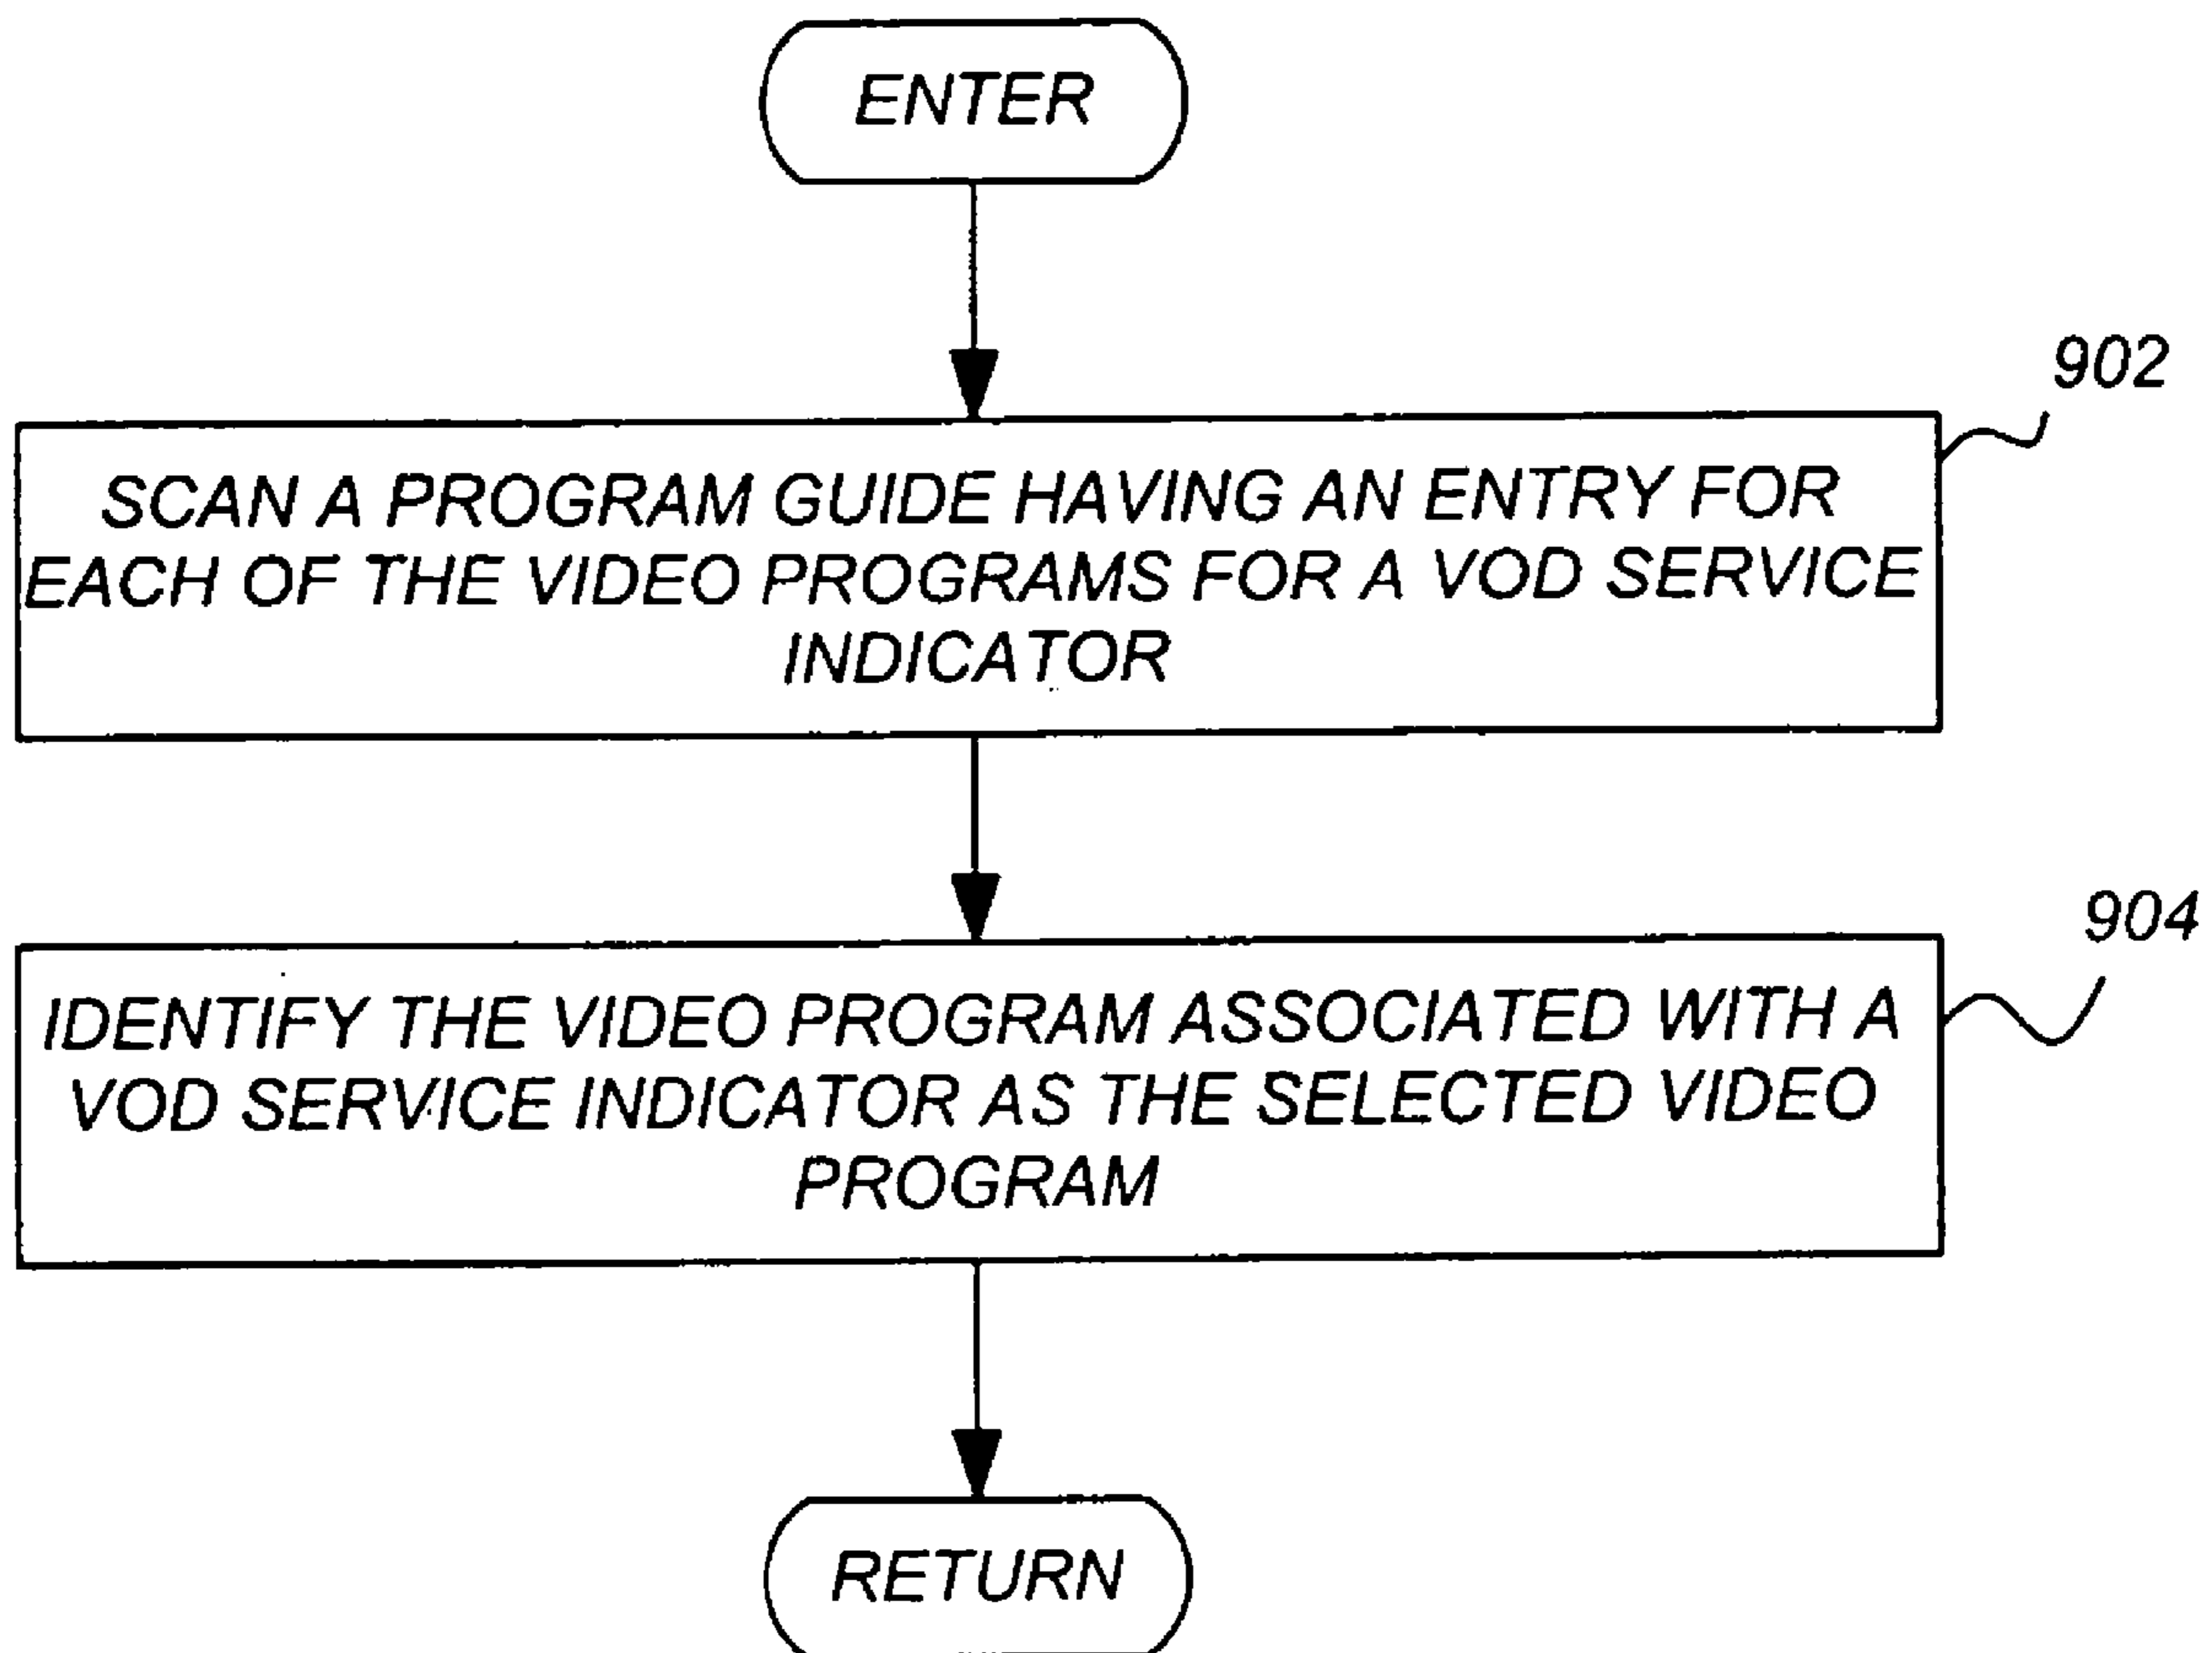 ENTER
902
SCAN A PROGRAM GUIDE HAVING AN ENTRY FOR
EACH OF THE VIDEO PROGRAMS FOR A VOD SERVICE
INDICATOR
904
IDENTIFY THE VIDEO PROGRAM ASSOCIATED WITH A
VOD SERVICE INDICATOR AS THE SELECTED VIDEO
PROGRAM
RETURN